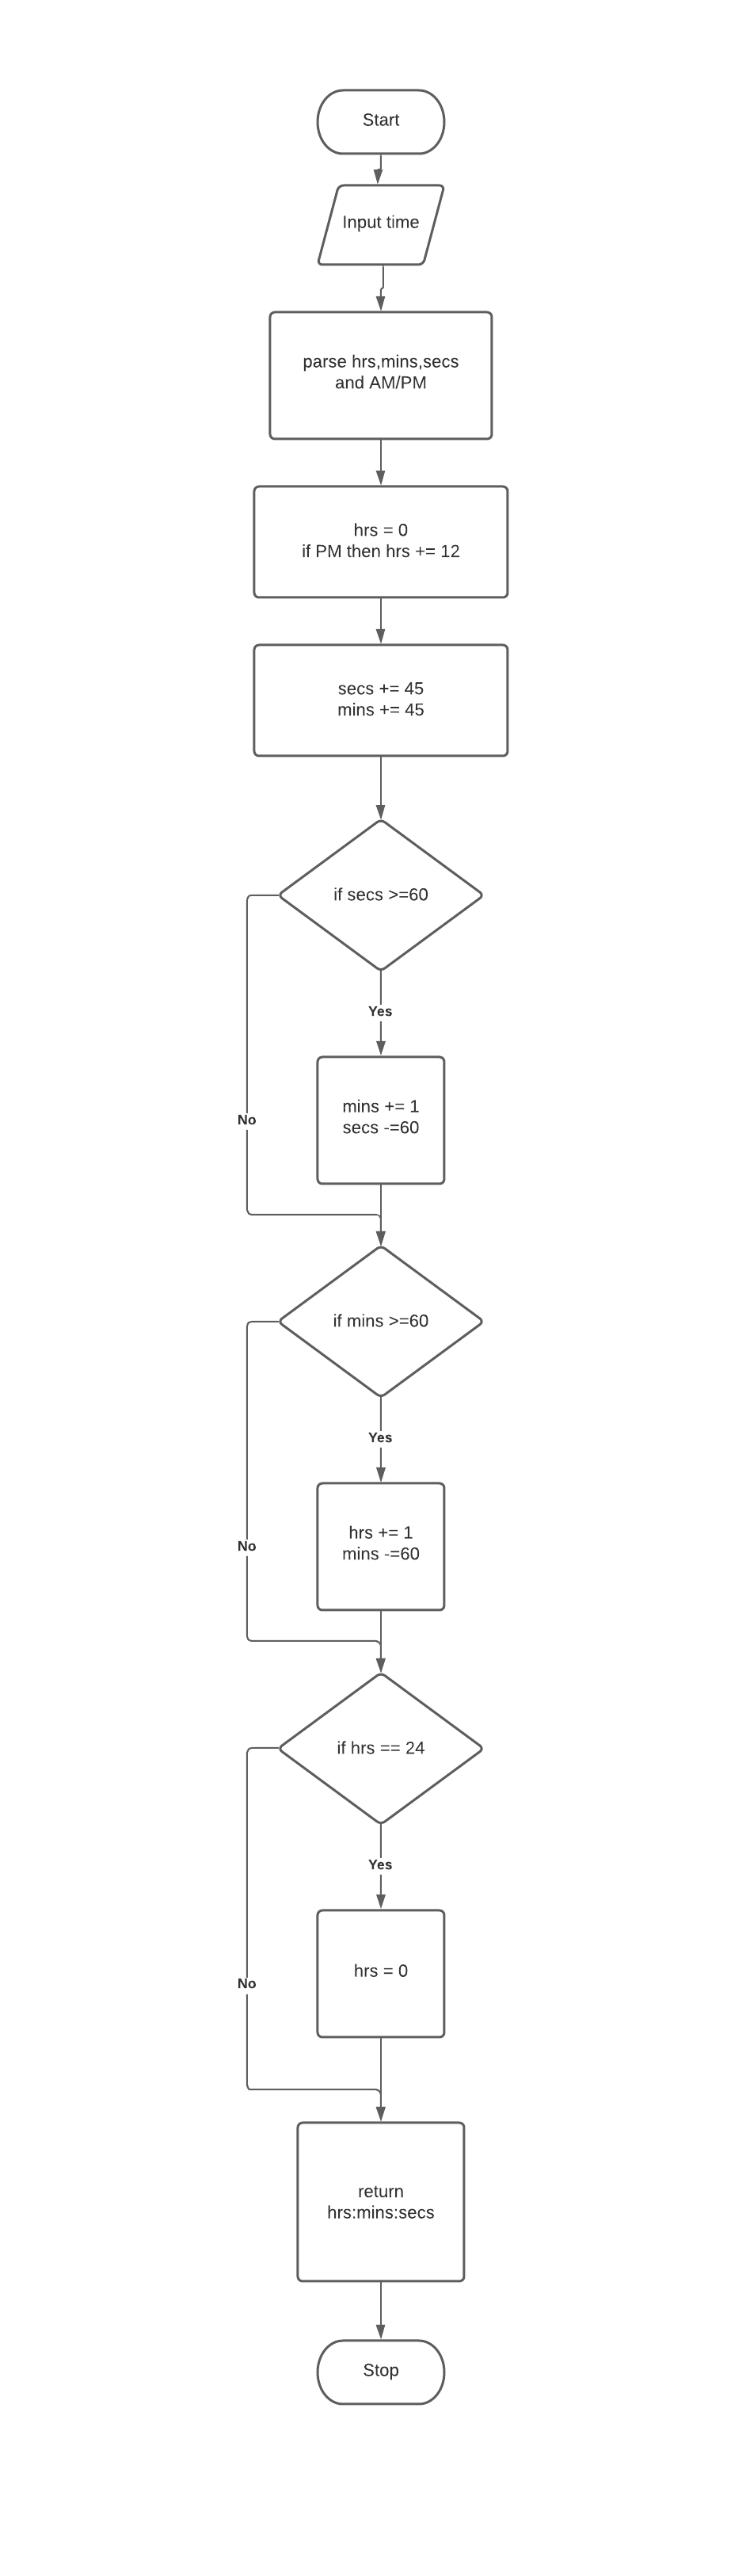 Start
Input time
parse hrs,mins,secs
and AM/PM
hrs = 0
if PM then hrs += 12
secs += 45
mins += 45
if secs >=60
Yes
mins += 1
secs -=60
No
if mins >=60
Yes
hrs += 1
mins -=60
No
if hrs == 24
Yes
hrs = 0
No
return
hrs:mins:secs
Stop